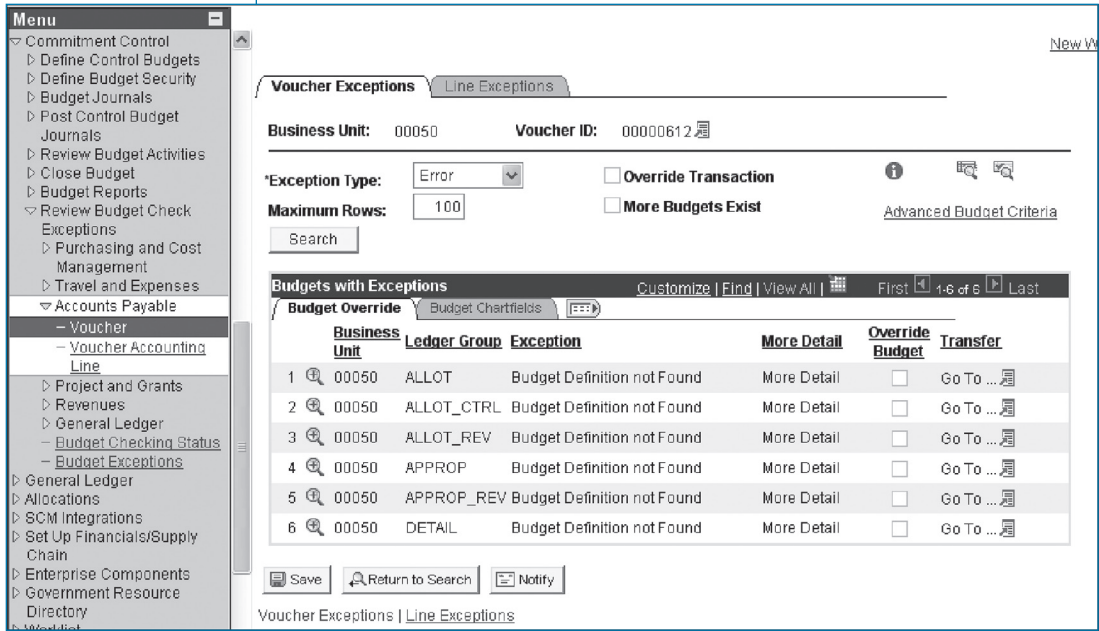 Menu
Commitment Control
Define Control Budgets
Define Budget Security
Budget Journals
Post Control Budget
Journals
Review Budget Activities
Close Budget
Budget Reports
Review Budget Check
Exceptions
Purchasing and Cost
Management
Travel and Expenses
Accounts Payable
– Voucher
– Voucher Accounting
Line
Project and Grants
Revenues
General Ledger
– Budget Checking Status
– Budget Exceptions
General Ledger
Allocations
SCM Integrations
Set Up Financials/Supply
Chain
Enterprise Components
Government Resource
Directory
Worklist
New W
Voucher Exceptions Line Exceptions
Business Unit: 00050 Voucher ID: 00000612
*Exception Type: Error Override Transaction
Maximum Rows: 100 More Budgets Exist Advanced Budget Criteria
Search
Budgets with Exceptions Customize | Find | View All | First 1-6 of 6 Last
Budget Override Budget Chartfields
Business Unit Ledger Group Exception More Detail Override Budget Transfer
1 00050 ALLOT Budget Definition not Found More Detail Go To ...
2 00050 ALLOT_CTRL Budget Definition not Found More Detail Go To ...
3 00050 ALLOT_REV Budget Definition not Found More Detail Go To ...
4 00050 APPROP Budget Definition not Found More Detail Go To ...
5 00050 APPROP_REV Budget Definition not Found More Detail Go To ...
6 00050 DETAIL Budget Definition not Found More Detail Go To ...
Save Return to Search Notify
Voucher Exceptions | Line Exceptions